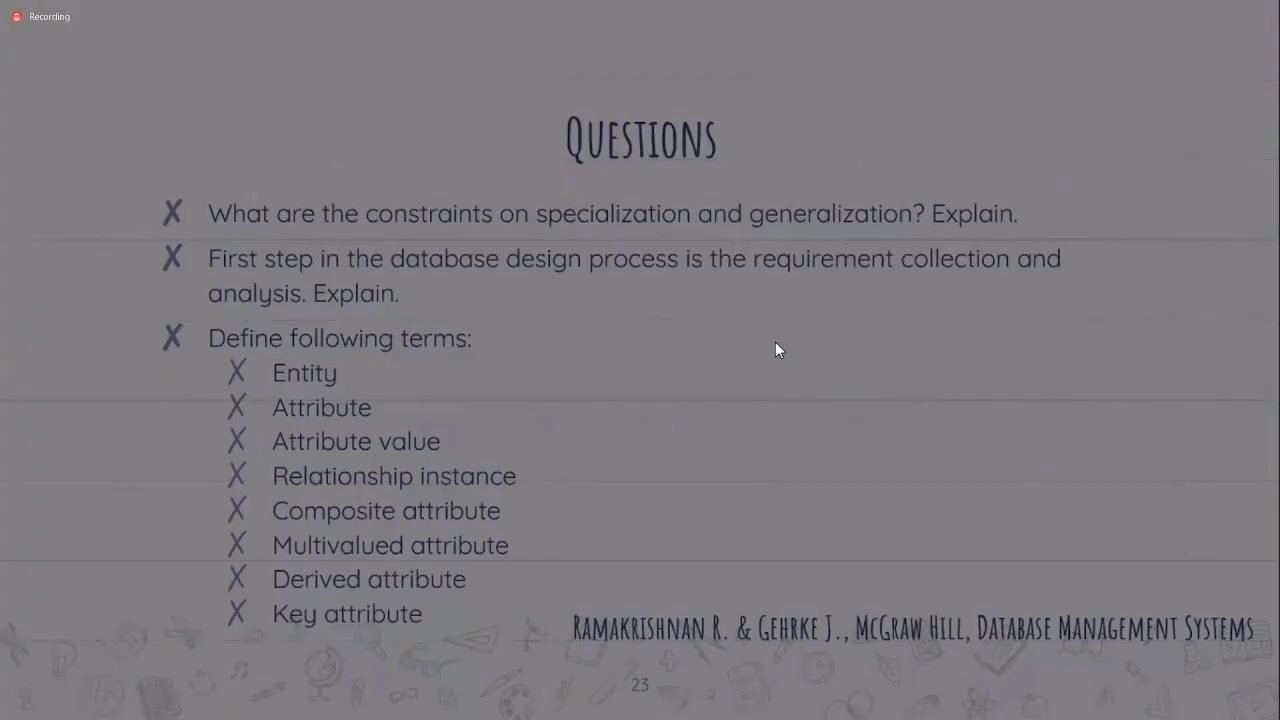 Recording
Questions
✗ What are the constraints on specialization and generalization? Explain.
✗ First step in the database design process is the requirement collection and
analysis. Explain.
✗ Define following terms:
✗ Entity
✗ Attribute
✗ Attribute value
✗ Relationship instance
✗ Composite attribute
✗ Multivalued attribute
✗ Derived attribute
✗ Key attribute
Ramakrishnan R. & Gehrke J., McGraw Hill, Database Management Systems
23